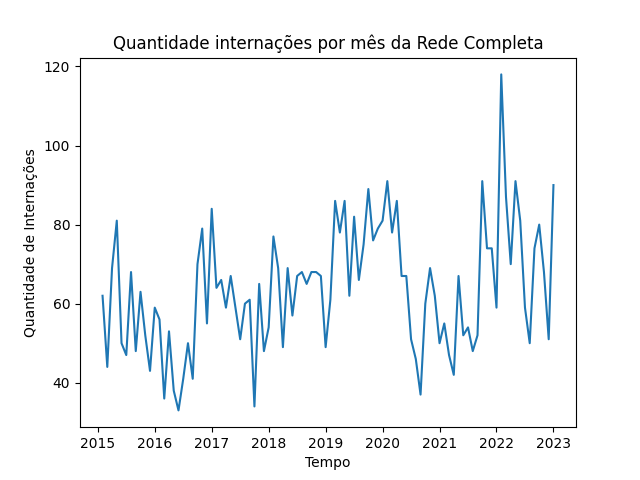 Quantidade internações por mês da Rede Completa
120
100
80
60
40
Quantidade de Internações
2015 2016 2017 2018 2019 2020 2021 2022 2023
Tempo